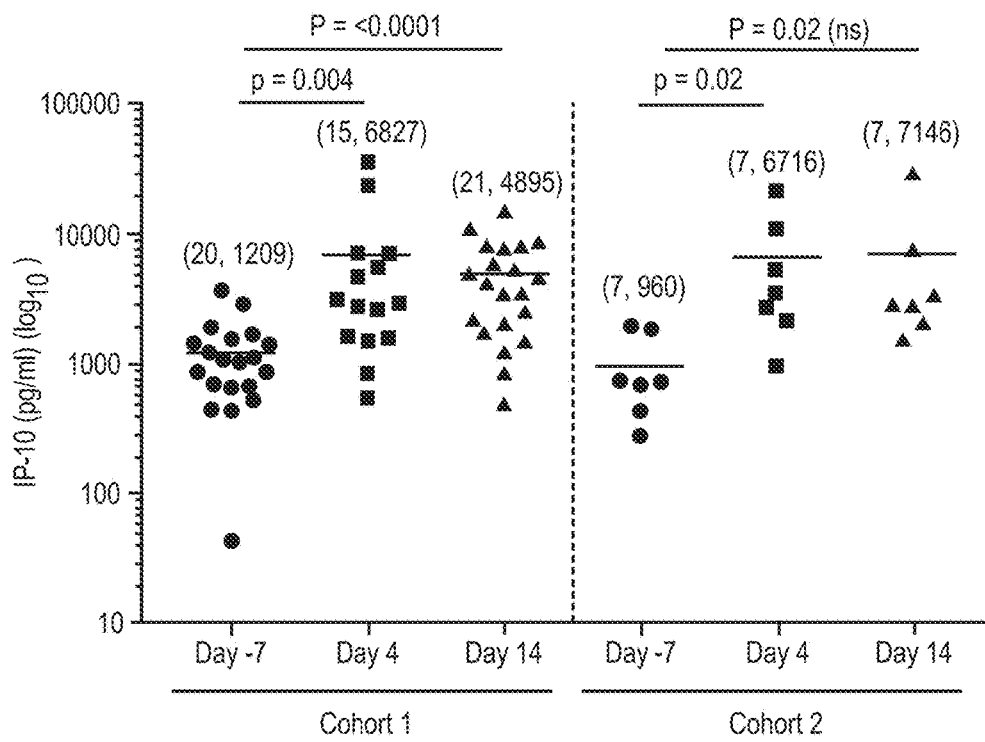 P = <0.0001
P = 0.02 (ns)
p = 0.004
p = 0.02
100000
(15, 6827)
(7, 7146)
(7, 6716)
(21, 4895)
10000
(20, 1209)
(7, 960)
1000
100
10
IP-10 (pg/ml) (log10)
Day -7 Day 4 Day 14 Day -7 Day 4 Day 14
Cohort 1 Cohort 2